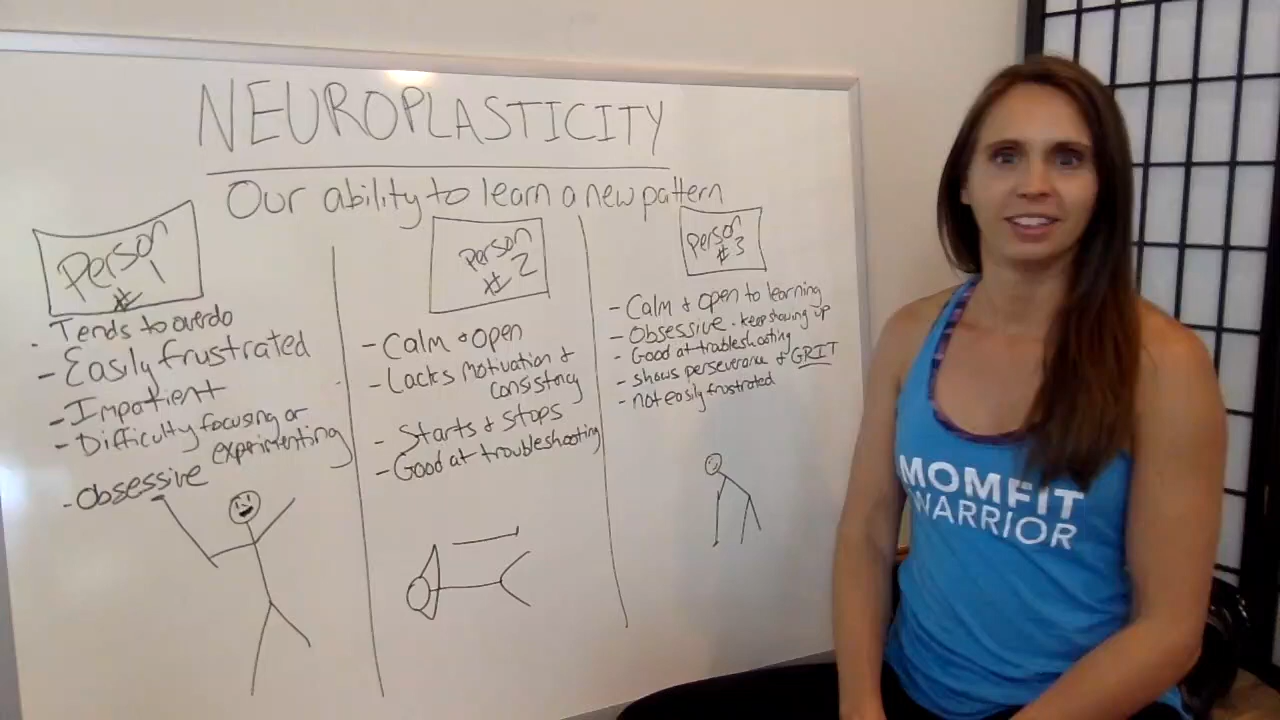 NEUROPLASTICITY
Our ability to learn a new pattern
Person
# 1
- Tends to overdo
- Easily frustrated
- Impatient
- Difficulty focusing or
experimenting
- Obsessive
Person
# 2
- Calm & open
- Lacks Motivation &
consistency
- Starts & stops
- Good at troubleshooting
Person
# 3
- Calm & open to learning
- Obsessive - keep showing up
- Good at troubleshooting
- shows perseverance & GRIT
- not easily frustrated
MOMFIT
WARRIOR